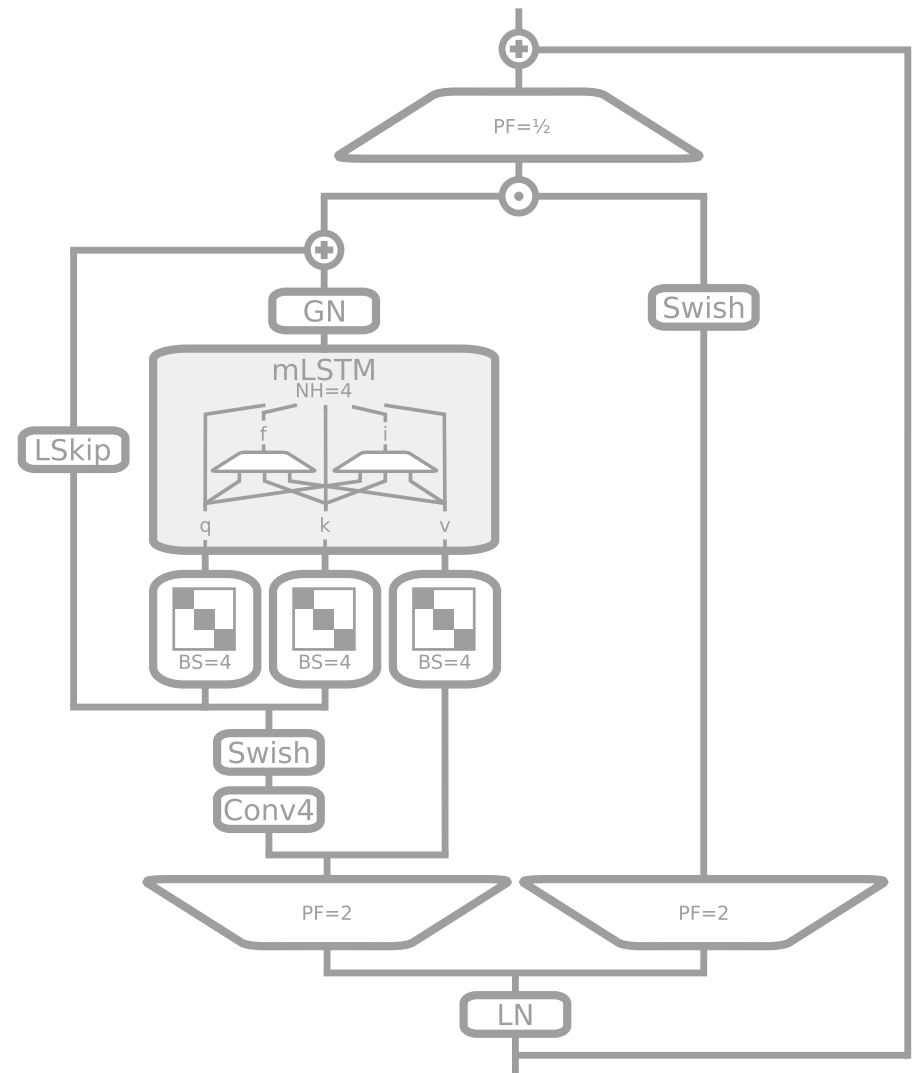 PF=½
GN
Swish
mLSTM
NH=4
f i
LSkip
q k v
BS=4 BS=4 BS=4
Swish
Conv4
PF=2 PF=2
LN